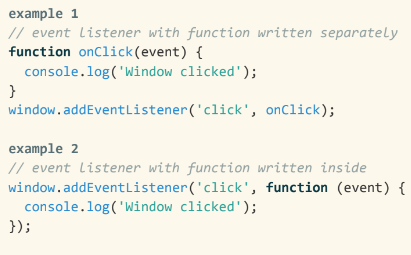 example 1
// event listener with function written separately
function onClick(event) {
  console.log('Window clicked');
}
window.addEventListener('click', onClick);

example 2
// event listener with function written inside
window.addEventListener('click', function (event) {
  console.log('Window clicked');
});